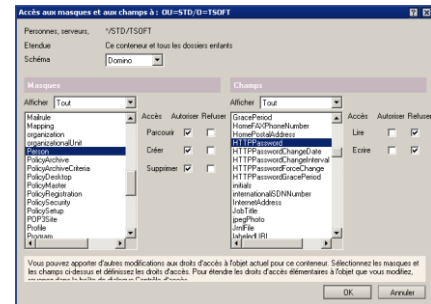 Accès aux masques et aux champs à : OU=STD/O=TSOFT
Personnes, serveurs, */STD/TSOFT
Etendue Ce conteneur et tous les dossiers enfants
Schéma Domino
Masques
Champs
Afficher Tout
Afficher Tout
Accès Autoriser Refuser
Accès Autoriser Refuser
Mailrule
Mapping
organization
organizationalUnit
Person
PolicyArchive
PolicyArchiveCriteria
PolicyDesktop
PolicyMaster
PolicyRegistration
PolicySecurity
PolicySetup
POP3Site
Profile
Program
Parcourir
Créer
Supprimer
GracePeriod
HomeFAXPhoneNumber
HomePostalAddress
HTTPPassword
HTTPPasswordChangeDate
HTTPPasswordChangeInterval
HTTPPasswordForceChange
HTTPPasswordGracePeriod
initials
internationaliSDNNumber
InternetAddress
JobTitle
jpegPhoto
JrnlFile
labeledURI
Lire
Ecrire
Vous pouvez apporter d'autres modifications aux droits d'accès à l'objet actuel pour ce conteneur. Sélectionnez les masques et
les champs ci-dessus et définissez les droits d'accès. Pour étendre les droits d'accès élémentaires à l'objet que vous modifiez,
OK Annuler